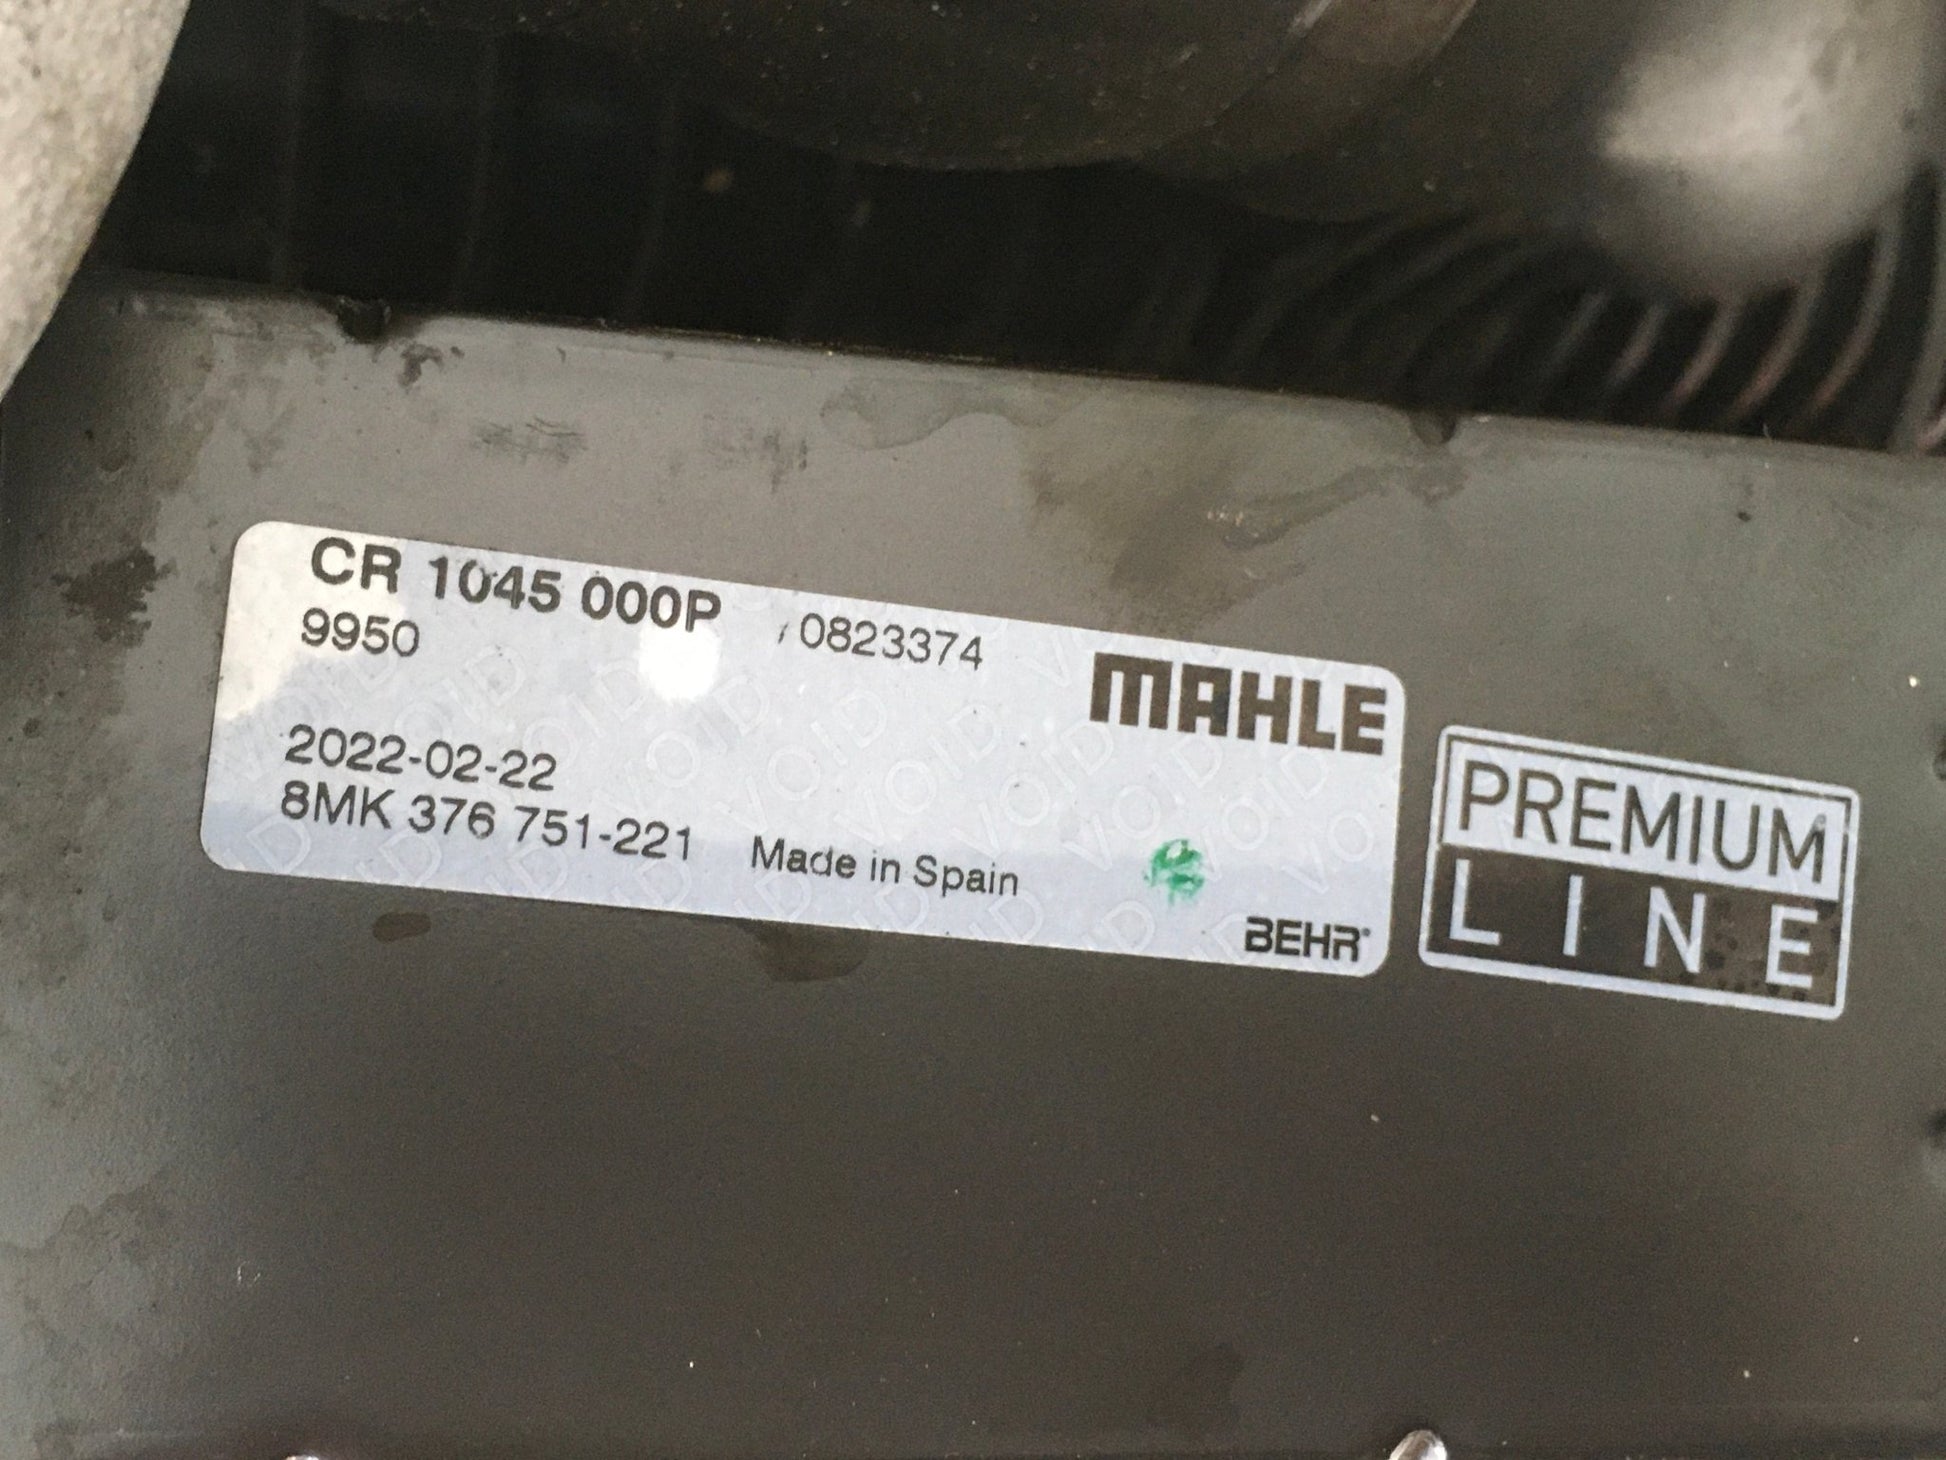 CR 1045 000P / 0823374
9950
MAHLE
2022-02-22
8MK 376 751-221 Made in Spain
BEHR
PREMIUM
LINE
VOID